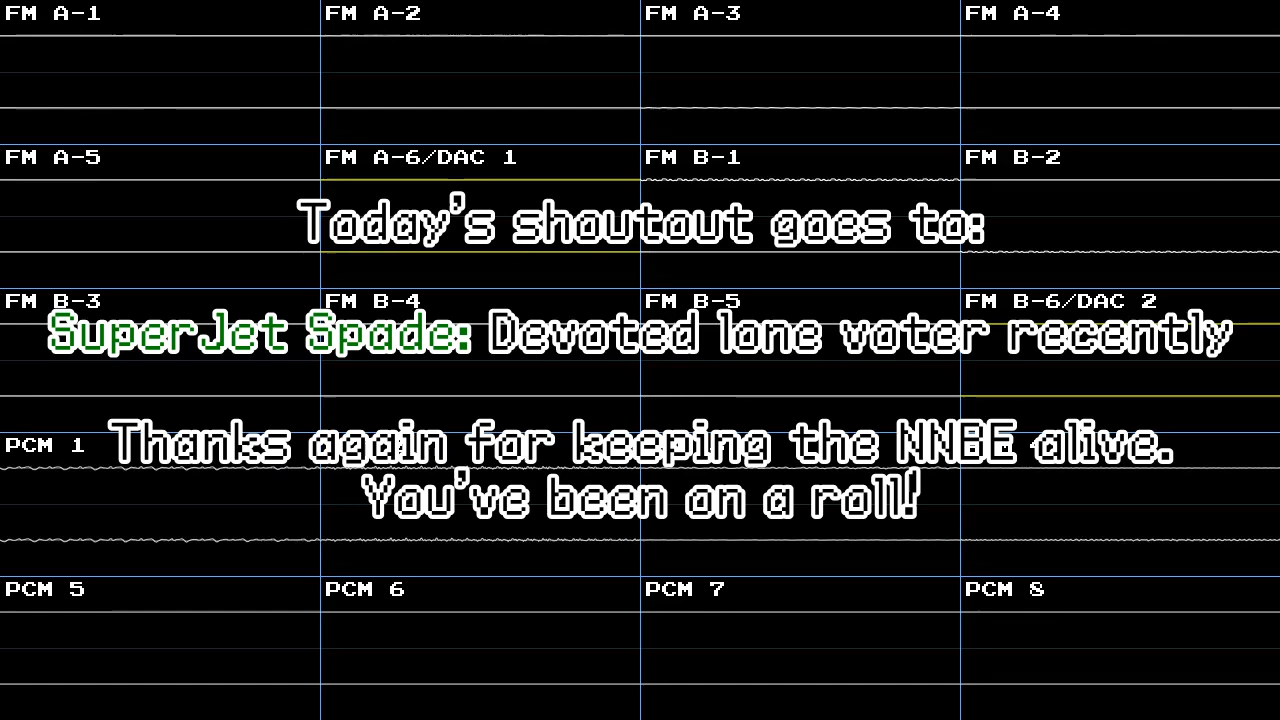 FM A-1 FM A-2 FM A-3 FM A-4
FM A-5 FM A-6/DAC 1 FM B-1 FM B-2
Today's shoutout goes to:
FM B-3 FM B-4 FM B-5 FM B-6/DAC 2
SuperJet Spade: Devoted lone voter recently
PCM 1
Thanks again for keeping the NNBE alive.
You've been on a roll!
PCM 5 PCM 6 PCM 7 PCM 8